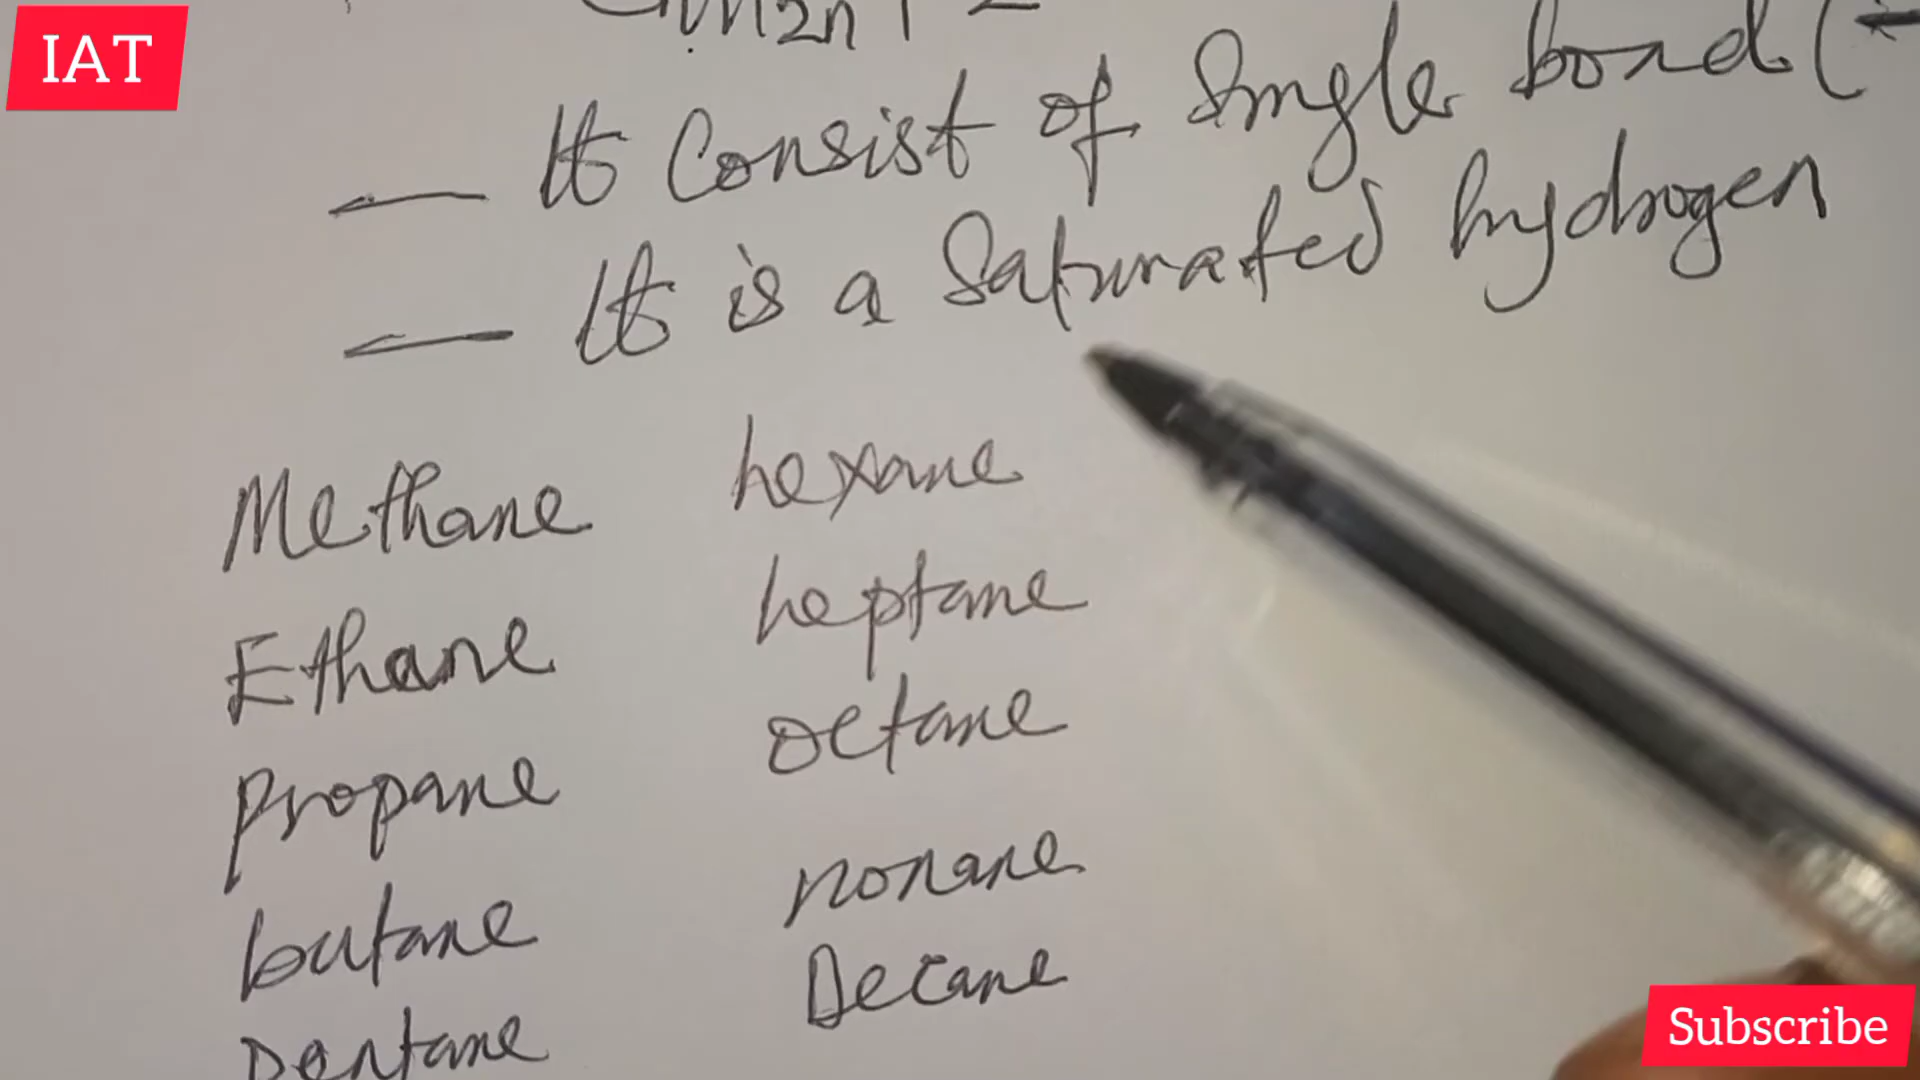 IAT
— It Consist of Single bond (-
— It is a Saturated hydrogen
Methane
Ethane
Propane
butane
Pentane
hexane
heptane
octane
nonane
Decane
Subscribe